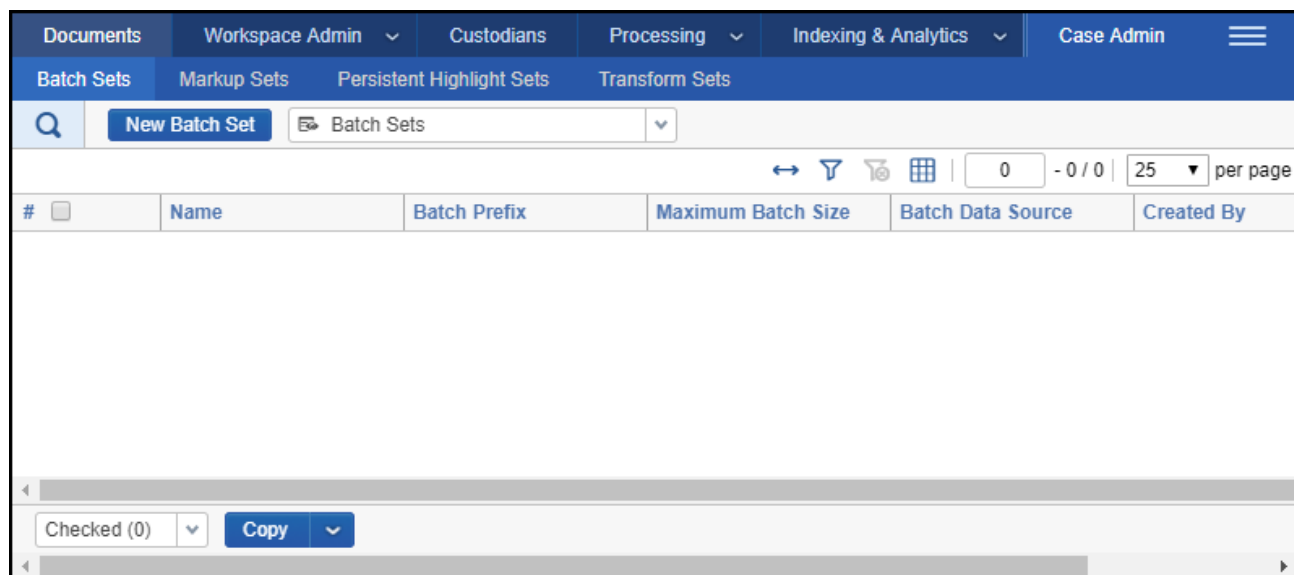 Documents Workspace Admin Custodians Processing Indexing & Analytics Case Admin
Batch Sets Markup Sets Persistent Highlight Sets Transform Sets
New Batch Set Batch Sets
0 - 0 / 0 25 per page
# Name Batch Prefix Maximum Batch Size Batch Data Source Created By
Checked (0) Copy